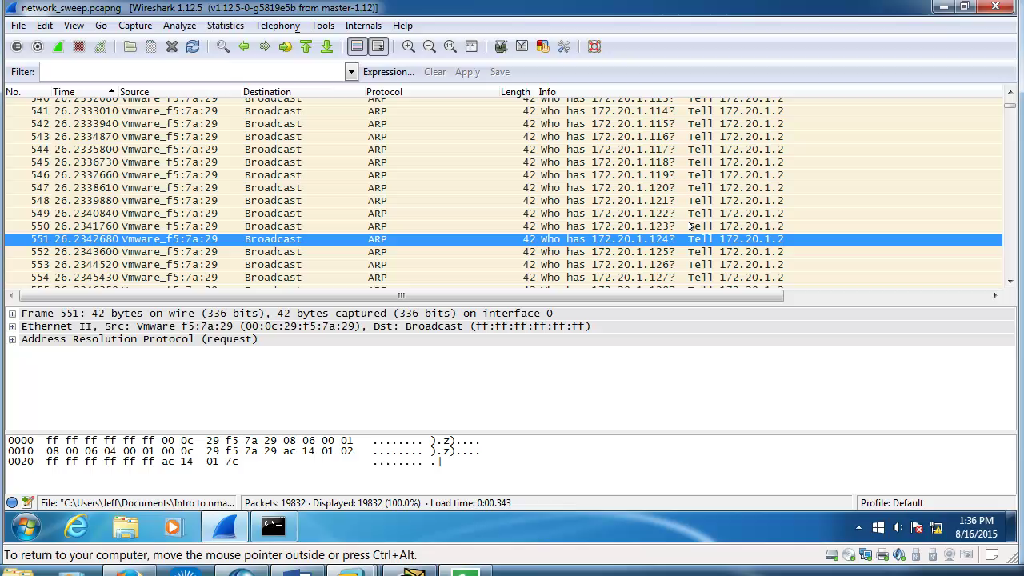 network_sweep.pcapng [Wireshark 1.12.5 (v1.12.5-0-g5819e5b from master-1.12)]
File Edit View Go Capture Analyze Statistics Telephony Tools Internals Help
Filter: Expression... Clear Apply Save
No. Time Source Destination Protocol Length Info
541 26.2333010 Vmware_f5:7a:29 Broadcast ARP 42 Who has 172.20.1.114? Tell 172.20.1.2
542 26.2333940 Vmware_f5:7a:29 Broadcast ARP 42 Who has 172.20.1.115? Tell 172.20.1.2
543 26.2334870 Vmware_f5:7a:29 Broadcast ARP 42 Who has 172.20.1.116? Tell 172.20.1.2
544 26.2335800 Vmware_f5:7a:29 Broadcast ARP 42 Who has 172.20.1.117? Tell 172.20.1.2
545 26.2336730 Vmware_f5:7a:29 Broadcast ARP 42 Who has 172.20.1.118? Tell 172.20.1.2
546 26.2337660 Vmware_f5:7a:29 Broadcast ARP 42 Who has 172.20.1.119? Tell 172.20.1.2
547 26.2338610 Vmware_f5:7a:29 Broadcast ARP 42 Who has 172.20.1.120? Tell 172.20.1.2
548 26.2339880 Vmware_f5:7a:29 Broadcast ARP 42 Who has 172.20.1.121? Tell 172.20.1.2
549 26.2340840 Vmware_f5:7a:29 Broadcast ARP 42 Who has 172.20.1.122? Tell 172.20.1.2
550 26.2341760 Vmware_f5:7a:29 Broadcast ARP 42 Who has 172.20.1.123? Tell 172.20.1.2
551 26.2342680 Vmware_f5:7a:29 Broadcast ARP 42 Who has 172.20.1.124? Tell 172.20.1.2
552 26.2343600 Vmware_f5:7a:29 Broadcast ARP 42 Who has 172.20.1.125? Tell 172.20.1.2
553 26.2344520 Vmware_f5:7a:29 Broadcast ARP 42 Who has 172.20.1.126? Tell 172.20.1.2
554 26.2345430 Vmware_f5:7a:29 Broadcast ARP 42 Who has 172.20.1.127? Tell 172.20.1.2
Frame 551: 42 bytes on wire (336 bits), 42 bytes captured (336 bits) on interface 0
Ethernet II, Src: Vmware_f5:7a:29 (00:0c:29:f5:7a:29), Dst: Broadcast (ff:ff:ff:ff:ff:ff)
Address Resolution Protocol (request)
0000 ff ff ff ff ff ff 00 0c 29 f5 7a 29 08 06 00 01 ........ ).z)....
0010 08 00 06 04 00 01 00 0c 29 f5 7a 29 ac 14 01 02 ........ ).z)....
0020 ff ff ff ff ff ff ac 14 01 7c ........ .|
File: "C:\Users\Jeff\Documents\Intro to nma... Packets: 19832 · Displayed: 19832 (100.0%) · Load time: 0:00.343 Profile: Default
1:36 PM
8/16/2015
To return to your computer, move the mouse pointer outside or press Ctrl+Alt.